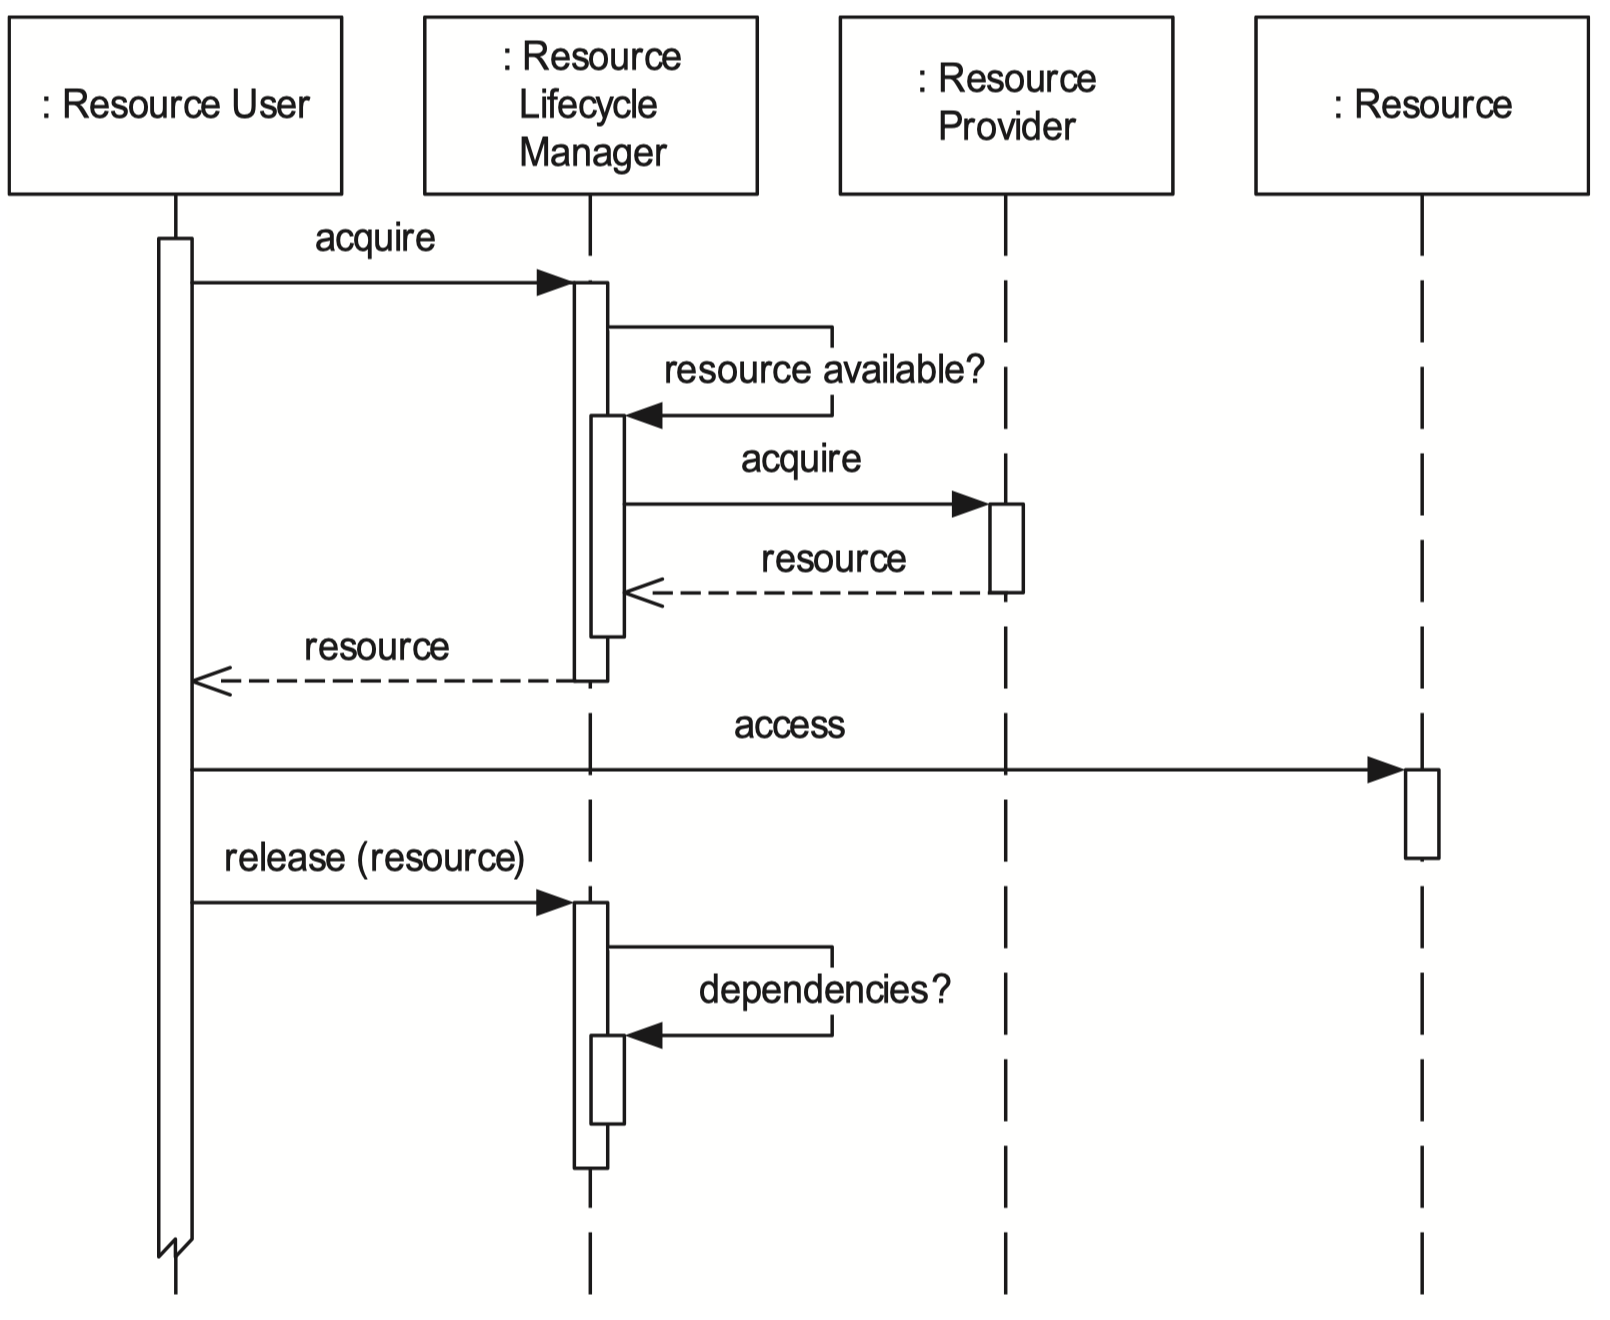 : Resource User
: Resource
Lifecycle
Manager
: Resource
Provider
: Resource
acquire
resource available?
acquire
resource
resource
access
release (resource)
dependencies?